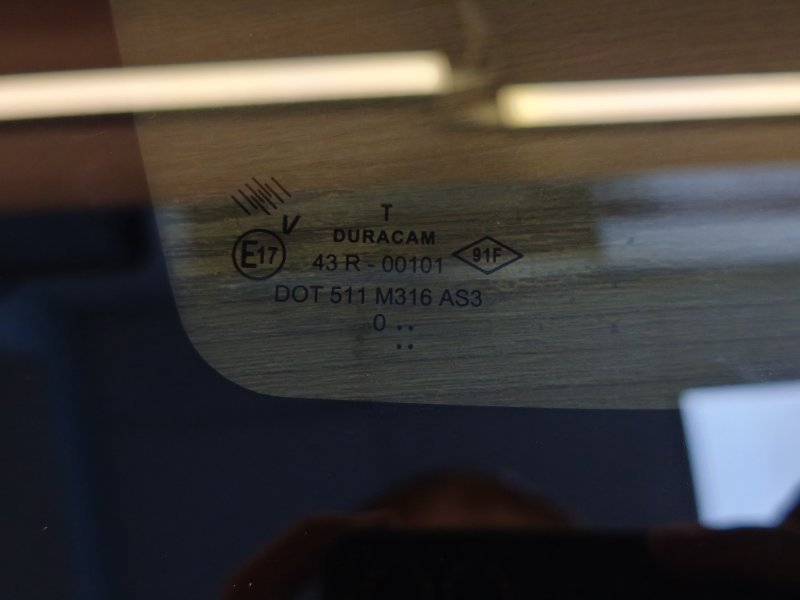 T
V
DURACAM
E17
43 R - 00101
91F
DOT 511 M316 AS3
0 ..
..